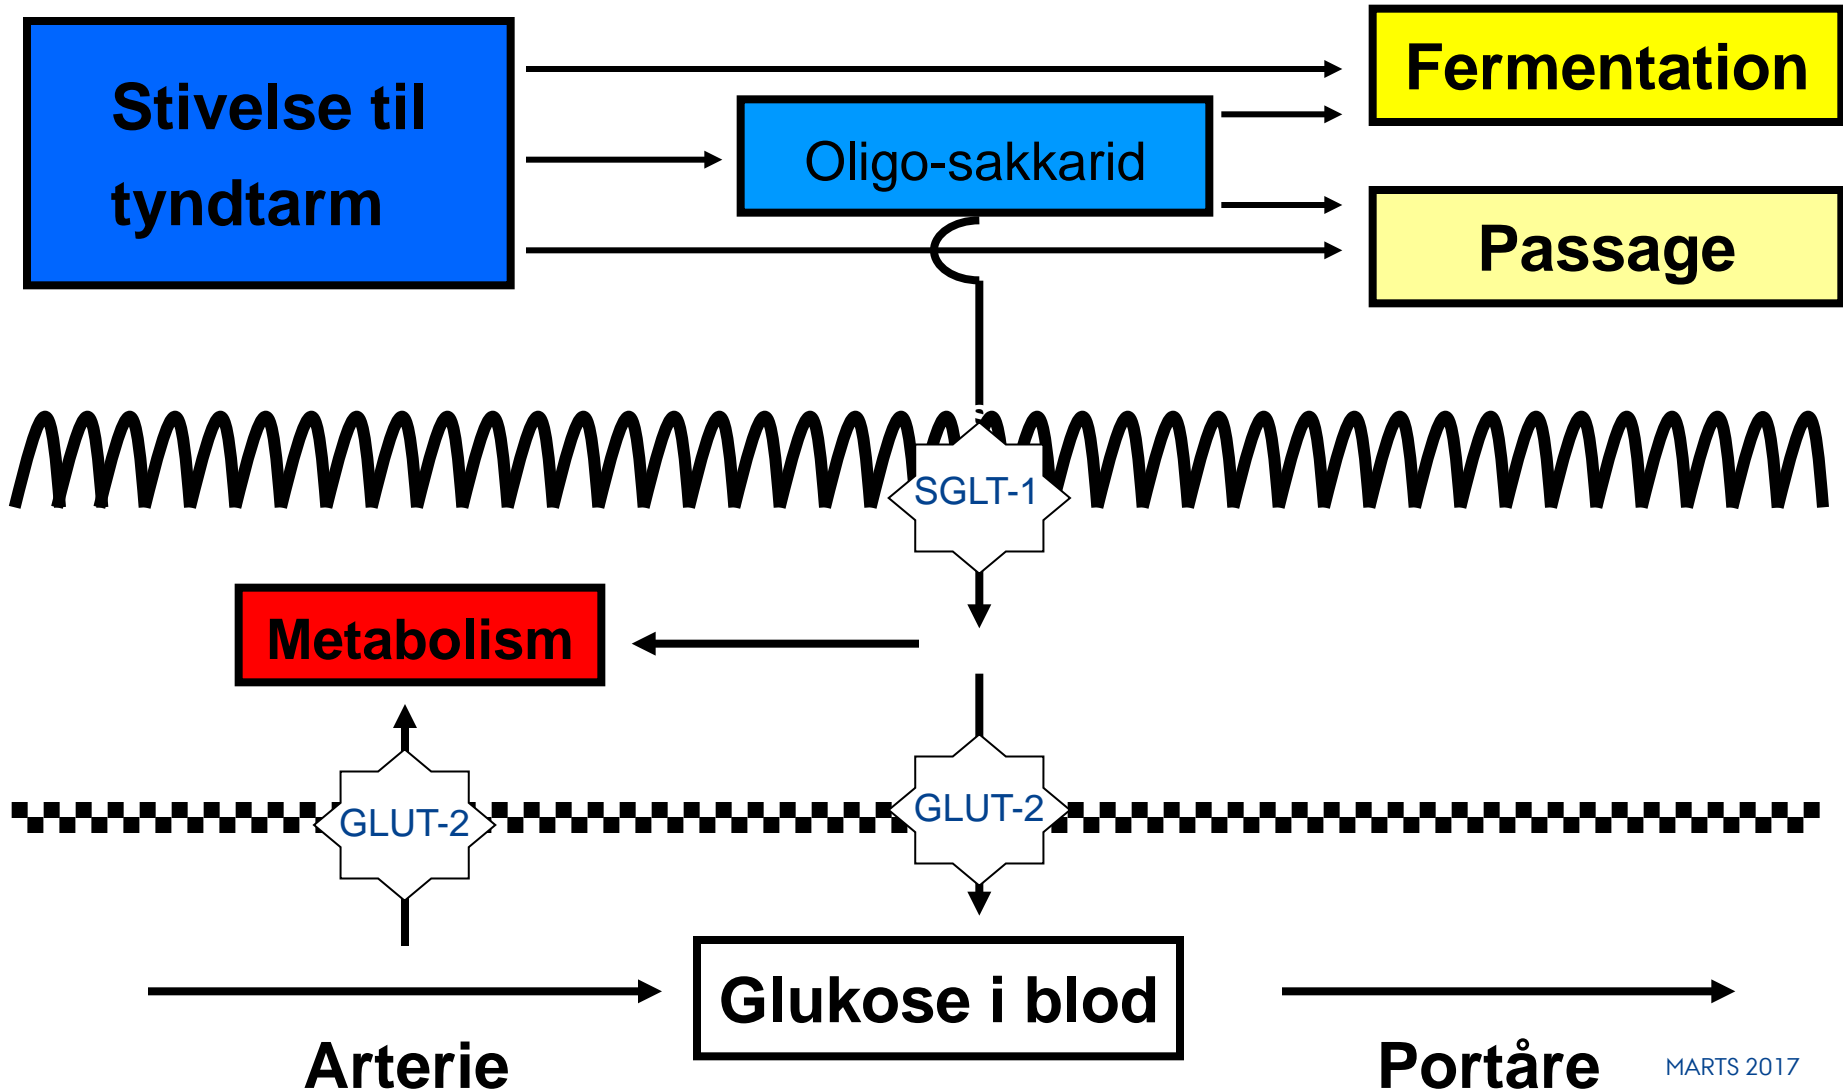 Stivelse til
tyndtarm
Oligo-sakkarid
Fermentation
Passage
SGLT-1
Metabolism
GLUT-2
GLUT-2
Glukose i blod
Arterie
Portåre
MARTS 2017